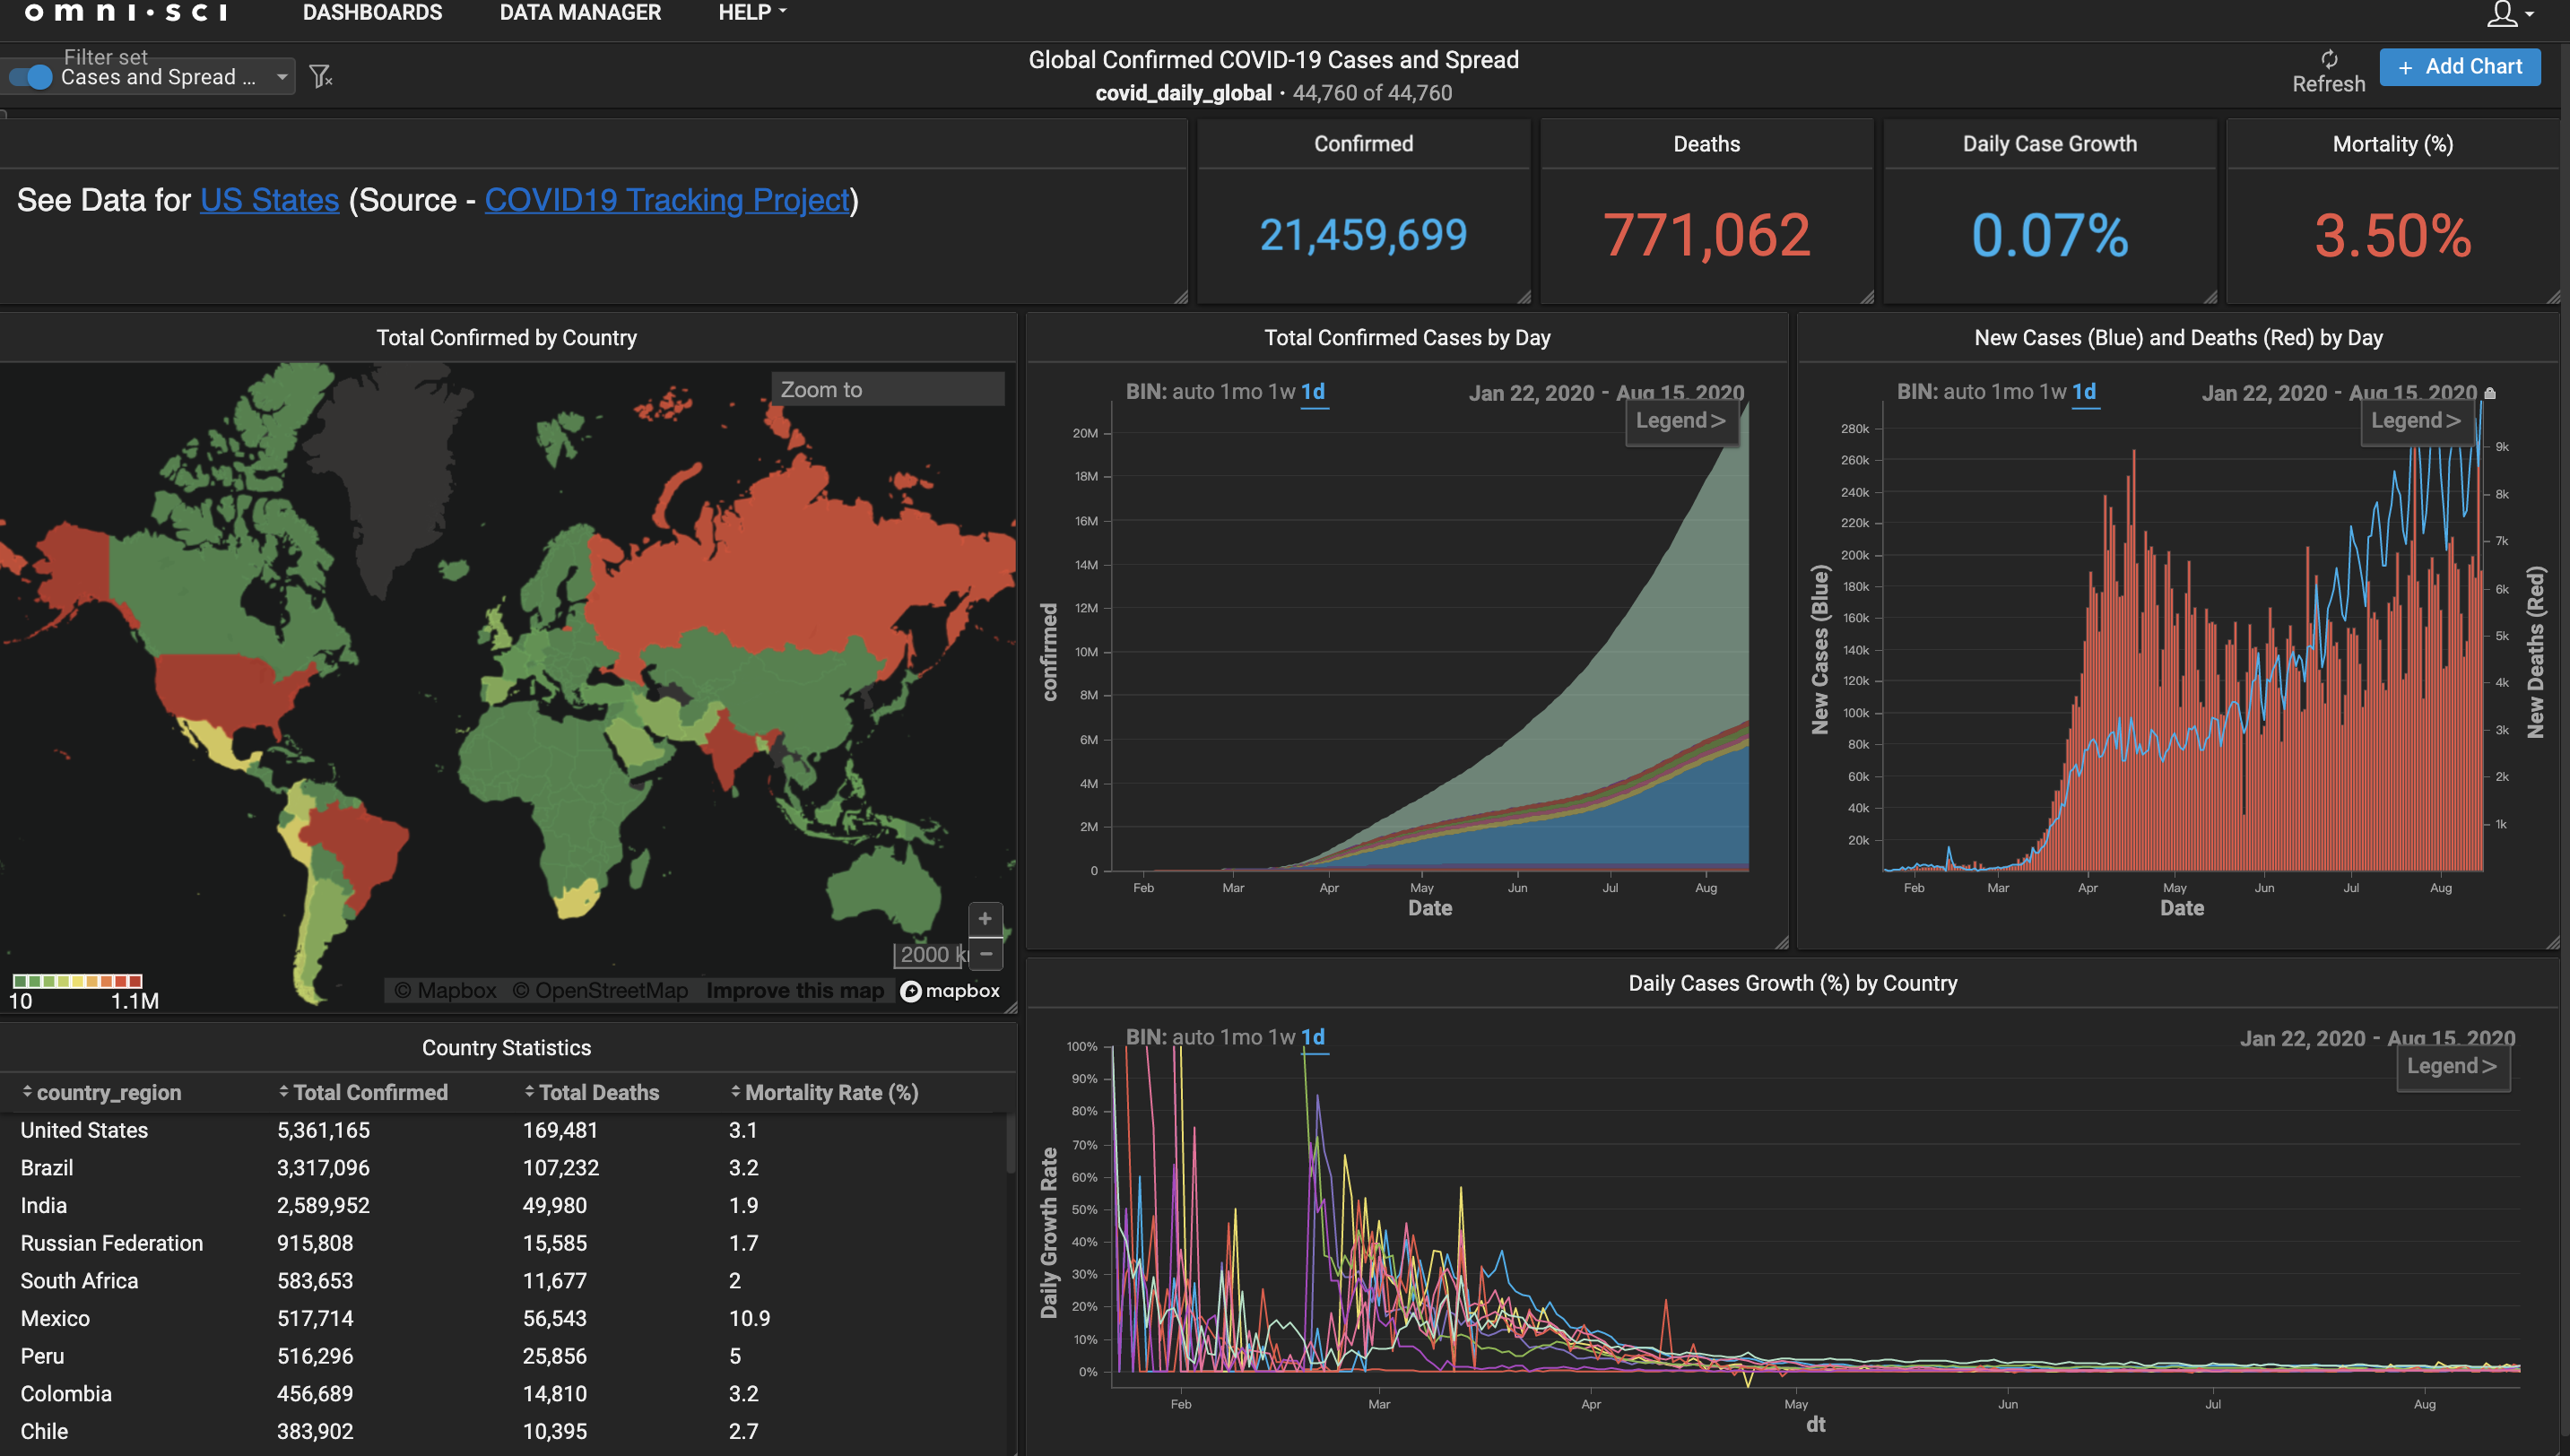 omni·sci DASHBOARDS DATA MANAGER HELP
Filter set
Cases and Spread ...
Global Confirmed COVID-19 Cases and Spread
covid_daily_global · 44,760 of 44,760
Refresh
+ Add Chart
See Data for US States (Source - COVID19 Tracking Project)
Confirmed
21,459,699
Deaths
771,062
Daily Case Growth
0.07%
Mortality (%)
3.50%
Total Confirmed by Country
Zoom to
+
2000
−
10 1.1M
© Mapbox © OpenStreetMap Improve this map mapbox
Total Confirmed Cases by Day
BIN: auto 1mo 1w 1d
Jan 22, 2020 - Aug 15, 2020
Legend >
confirmed
20M
18M
16M
14M
12M
10M
8M
6M
4M
2M
0
Feb Mar Apr May Jun Jul Aug
Date
New Cases (Blue) and Deaths (Red) by Day
BIN: auto 1mo 1w 1d
Jan 22, 2020 - Aug 15, 2020
Legend >
New Cases (Blue)
280k
260k
240k
220k
200k
180k
160k
140k
120k
100k
80k
60k
40k
20k
9k
8k
7k
6k
5k
4k
3k
2k
1k
New Deaths (Red)
Feb Mar Apr May Jun Jul Aug
Date
Country Statistics
country_region Total Confirmed Total Deaths Mortality Rate (%)
United States 5,361,165 169,481 3.1
Brazil 3,317,096 107,232 3.2
India 2,589,952 49,980 1.9
Russian Federation 915,808 15,585 1.7
South Africa 583,653 11,677 2
Mexico 517,714 56,543 10.9
Peru 516,296 25,856 5
Colombia 456,689 14,810 3.2
Chile 383,902 10,395 2.7
Daily Cases Growth (%) by Country
BIN: auto 1mo 1w 1d
Jan 22, 2020 - Aug 15, 2020
Legend >
Daily Growth Rate
100%
90%
80%
70%
60%
50%
40%
30%
20%
10%
0%
Feb Mar Apr May Jun Jul Aug
dt